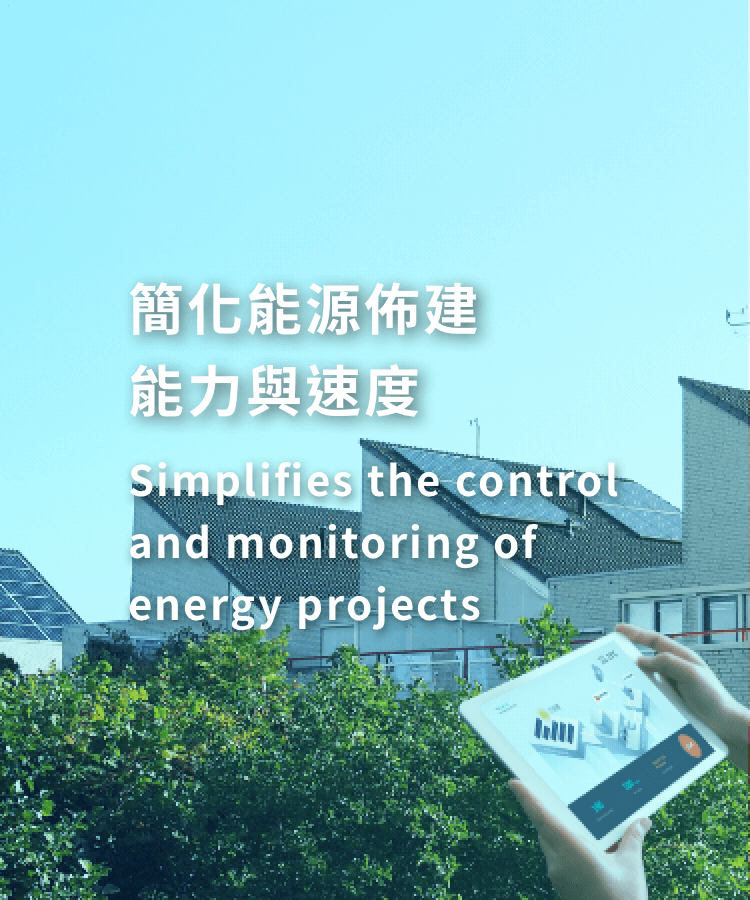 簡化能源佈建
能力與速度
Simplifies the control
and monitoring of
energy projects